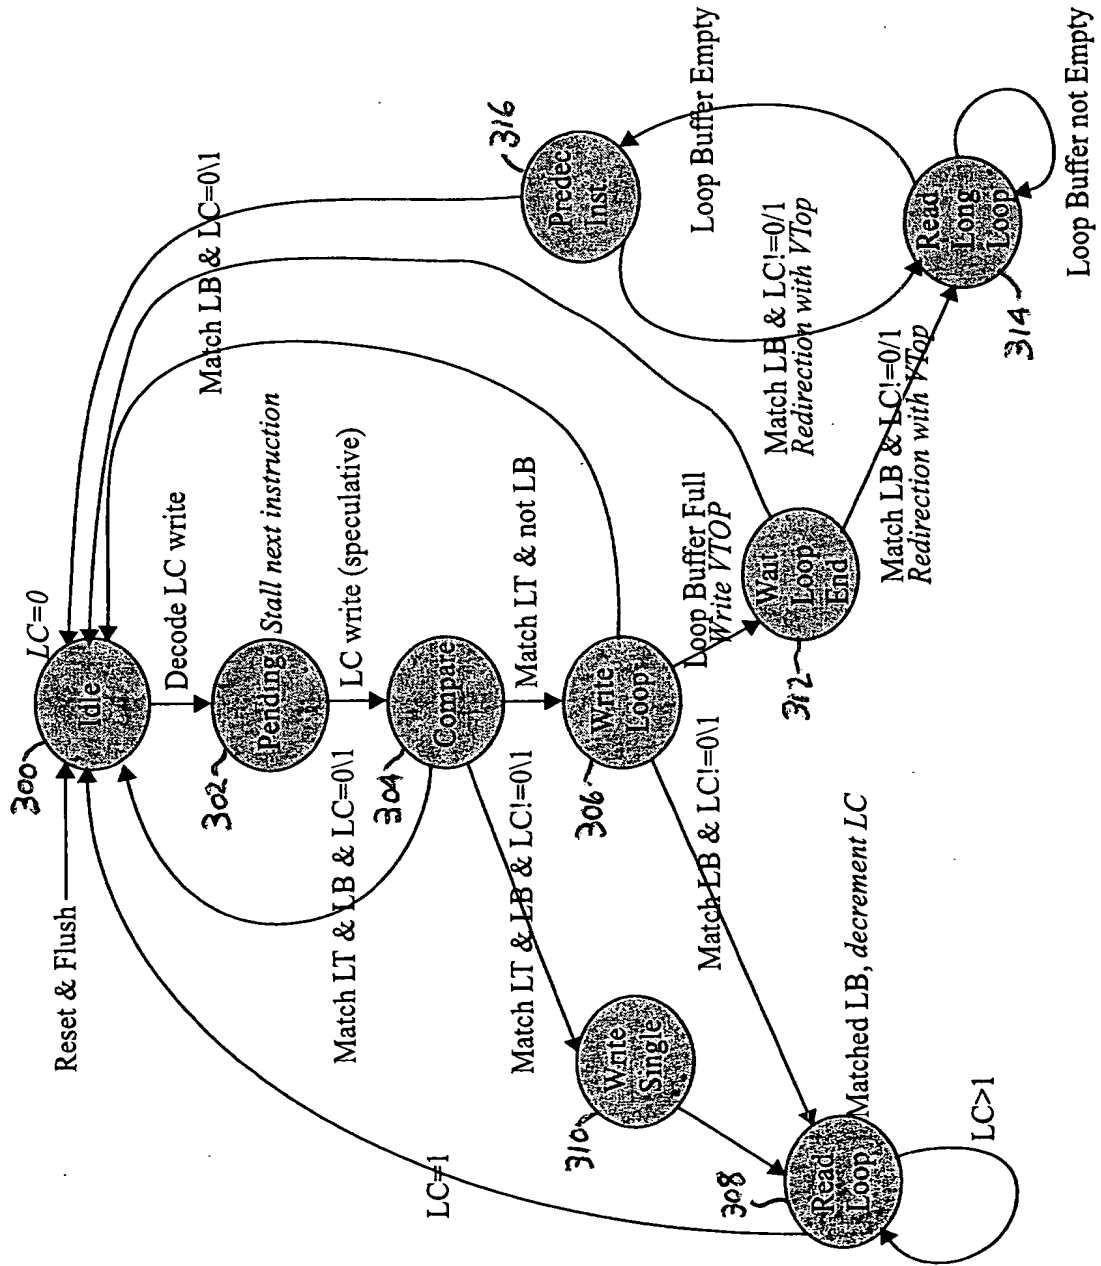 Reset & Flush
300
LC=0
Idle
Match LB & LC=0\1
Decode LC write
302
Pending
Stall next instruction
LC write (speculative)
Match LT & LB & LC=0\1
304
Compare
Match LT & not LB
Match LT & LB & LC!=0\1
306
Write
Loop
Loop Buffer Full
Write VTOP
Match LB & LC!=0\1
310
Write
Single
LC=1
308
Read
Loop
Matched LB, decrement LC
LC>1
312
Wait
Loop
End
Match LB & LC!=0/1
Redirection with VTop
Match LB & LC!=0/1
Redirection with VTop
316
Predec
Inst.
Loop Buffer Empty
314
Read
Long
Loop
Loop Buffer not Empty